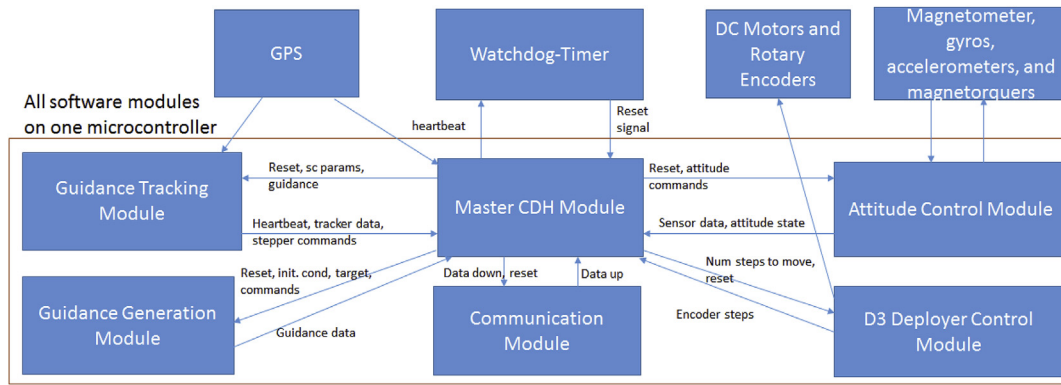 GPS
Watchdog-Timer
DC Motors and
Rotary
Encoders
Magnetometer,
gyros,
accelerometers, and
magnetorquers
All software modules
on one microcontroller
heartbeat
Reset
signal
Guidance Tracking
Module
Reset, sc params,
guidance
Heartbeat, tracker data,
stepper commands
Master CDH Module
Reset, attitude
commands
Sensor data, attitude state
Attitude Control Module
Reset, init. cond, target,
commands
Guidance data
Guidance Generation
Module
Data down, reset
Data up
Communication
Module
Num steps to move,
reset
Encoder steps
D3 Deployer Control
Module